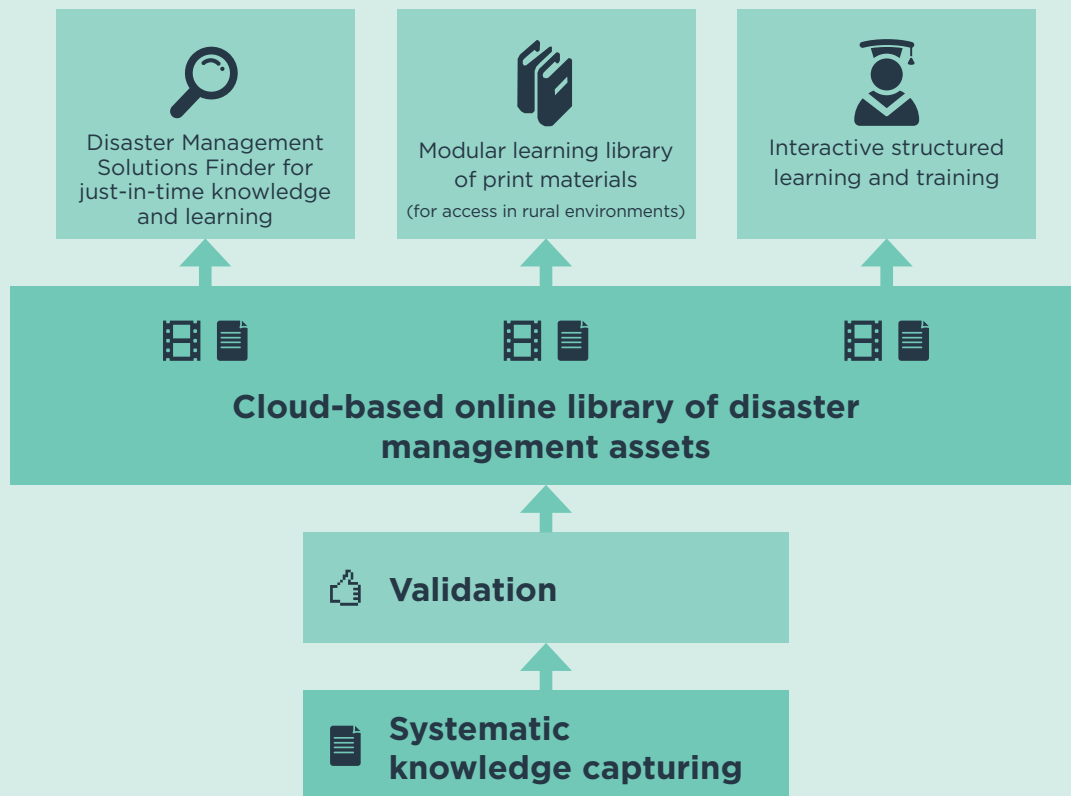 Disaster Management
Solutions Finder for
just-in-time knowledge
and learning
Modular learning library
of print materials
(for access in rural environments)
Interactive structured
learning and training
Cloud-based online library of disaster
management assets
Validation
Systematic
knowledge capturing